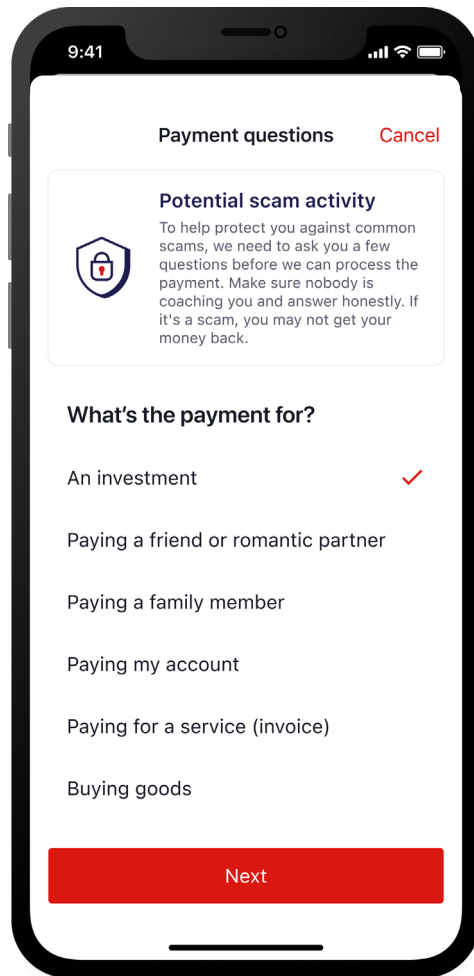 9:41
Payment questions
Cancel
Potential scam activity
To help protect you against common
scams, we need to ask you a few
questions before we can process the
payment. Make sure nobody is
coaching you and answer honestly. If
it's a scam, you may not get your
money back.
What's the payment for?
An investment
Paying a friend or romantic partner
Paying a family member
Paying my account
Paying for a service (invoice)
Buying goods
Next